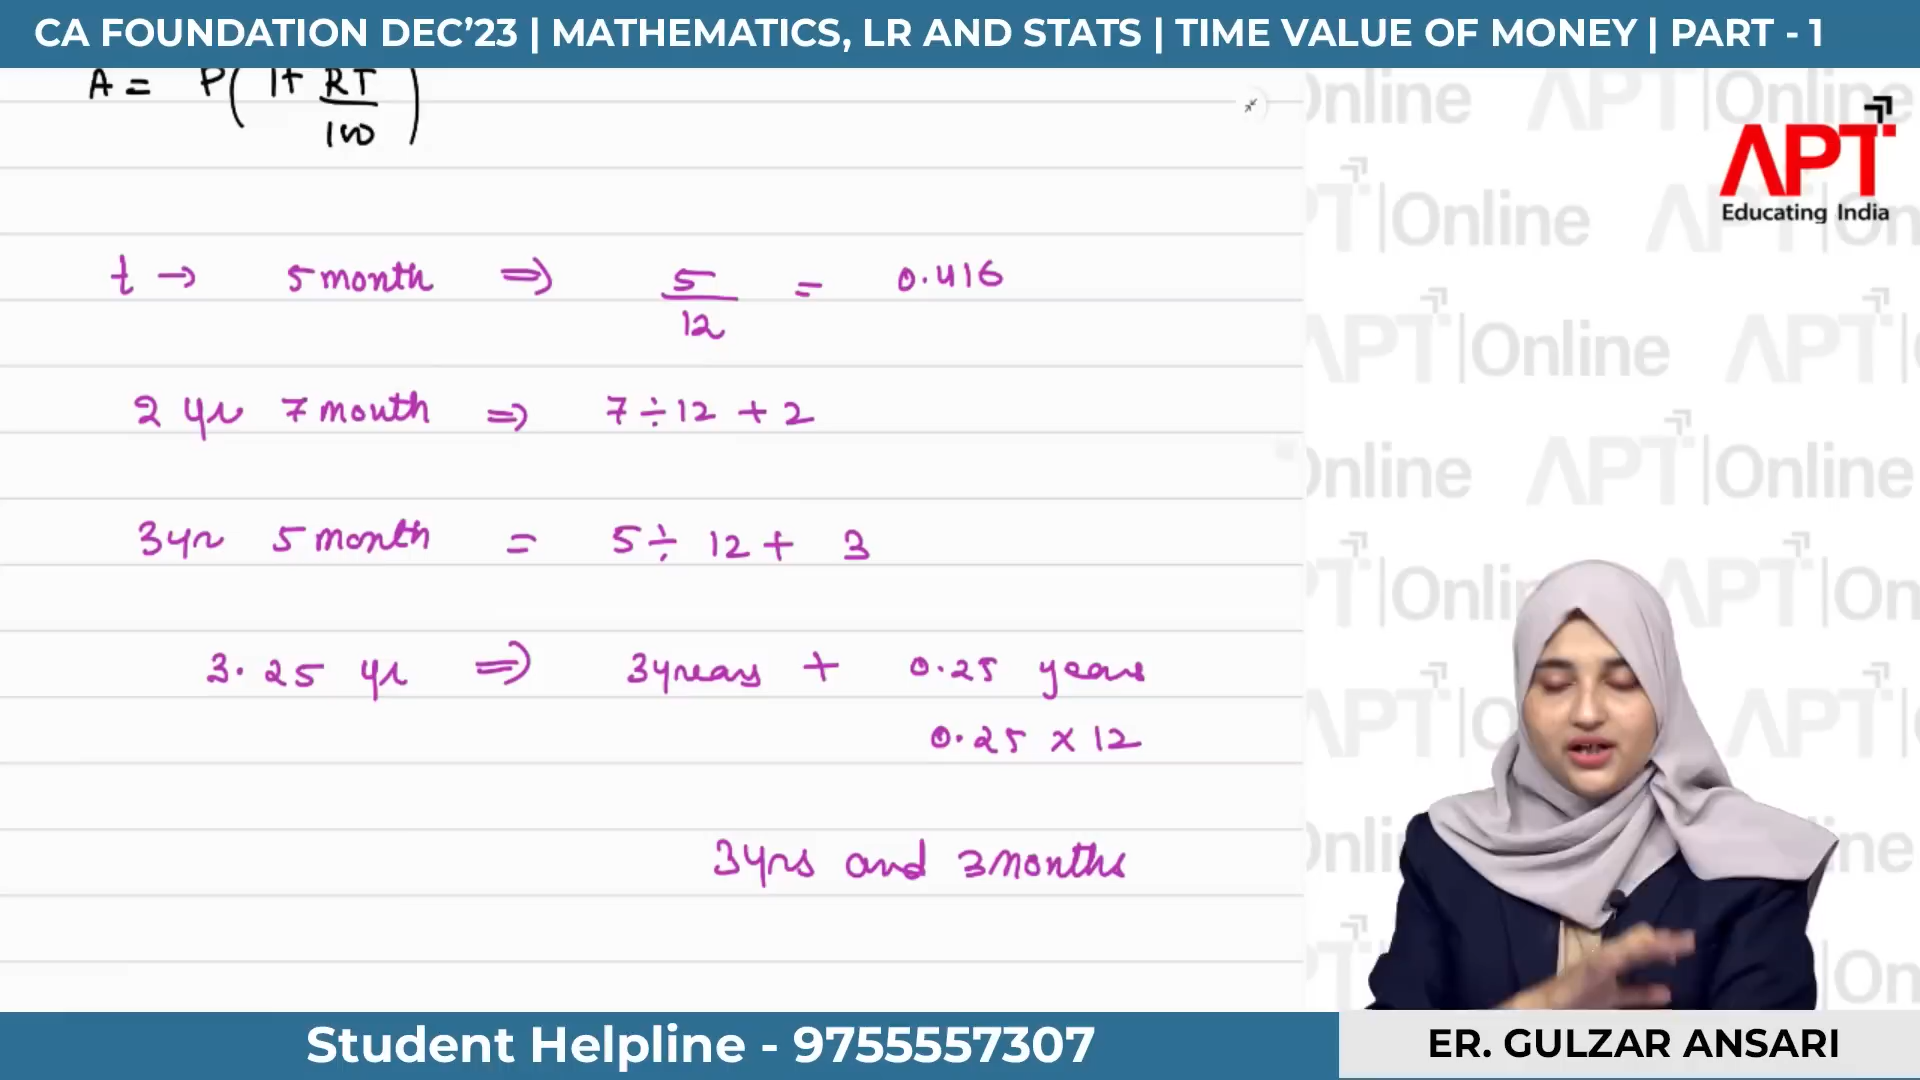 CA FOUNDATION DEC’23 | MATHEMATICS, LR AND STATS | TIME VALUE OF MONEY | PART - 1
A = P(1+ RT/100)
APT
Educating India
t → 5 month ⇒ 5/12 = 0.416
2 yr 7 month ⇒ 7 ÷ 12 + 2
3yr 5 month = 5 ÷ 12 + 3
3.25 yr ⇒ 3years + 0.25 years
0.25 × 12
3yrs and 3months
Student Helpline - 9755557307
ER. GULZAR ANSARI
APT|Online